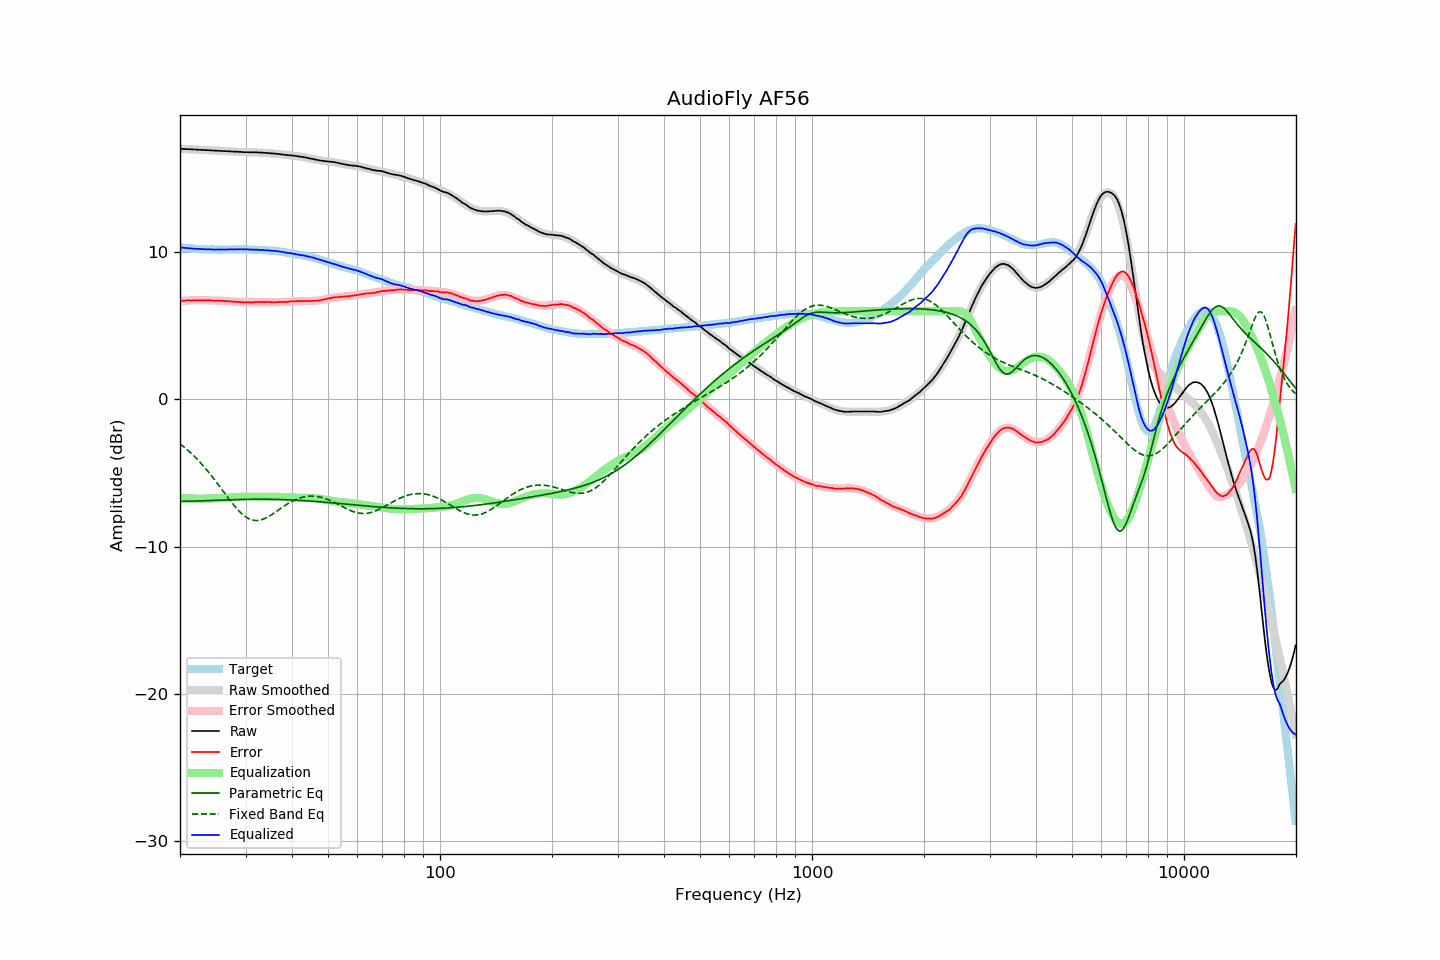 AudioFly AF56
Amplitude (dBr)
10
0
−10
−20
−30
Target
Raw Smoothed
Error Smoothed
Raw
Error
Equalization
Parametric Eq
Fixed Band Eq
Equalized
100
1000
10000
Frequency (Hz)